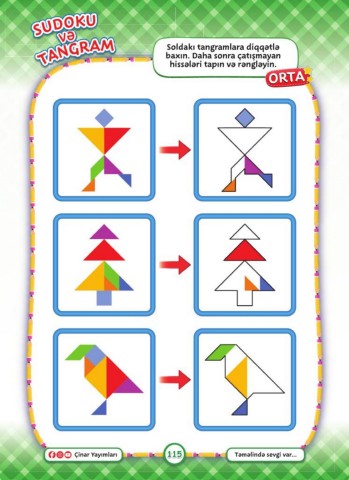 SUDOKU
VƏ
TANGRAM
Soldakı tangramlara diqqətlə
baxın. Daha sonra çatışmayan
hissələri tapın və rəngləyin.
ORTA
Çinar Yayımları
115
Təməlində sevgi var...